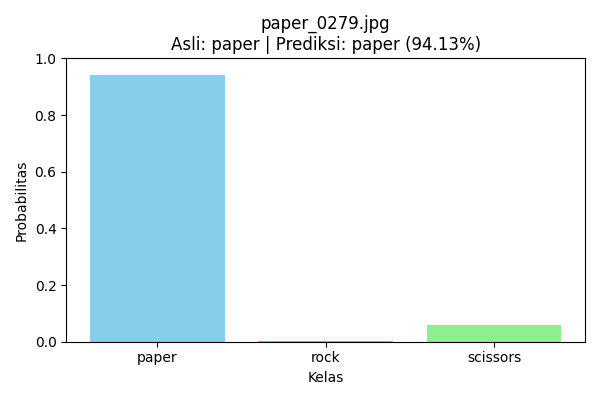 paper_0279.jpg
Asli: paper | Prediksi: paper (94.13%)
Probabilitas
1.0
0.8
0.6
0.4
0.2
0.0
paper
rock
scissors
Kelas